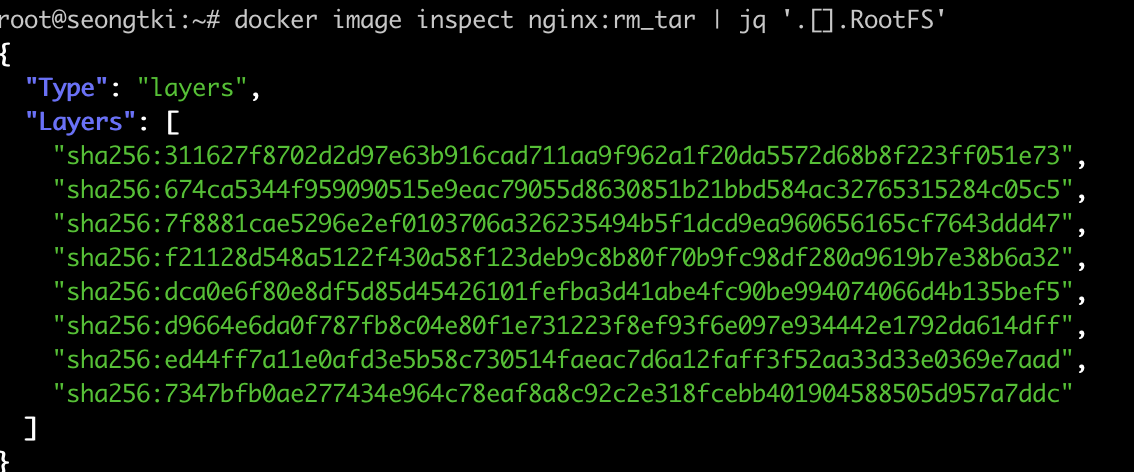 root@seongtki:~# docker image inspect nginx:rm_tar | jq '.[].RootFS'
{
  "Type": "layers",
  "Layers": [
    "sha256:311627f8702d2d97e63b916cad711aa9f962a1f20da5572d68b8f223ff051e73",
    "sha256:674ca5344f959090515e9eac79055d8630851b21bbd584ac32765315284c05c5",
    "sha256:7f8881cae5296e2ef0103706a326235494b5f1dcd9ea960656165cf7643ddd47",
    "sha256:f21128d548a5122f430a58f123deb9c8b80f70b9fc98df280a9619b7e38b6a32",
    "sha256:dca0e6f80e8df5d85d45426101fefba3d41abe4fc90be994074066d4b135bef5",
    "sha256:d9664e6da0f787fb8c04e80f1e731223f8ef93f6e097e934442e1792da614dff",
    "sha256:ed44ff7a11e0afd3e5b58c730514faeac7d6a12faff3f52aa33d33e0369e7aad",
    "sha256:7347bfb0ae277434e964c78eaf8a8c92c2e318fcebb401904588505d957a7ddc"
  ]
}